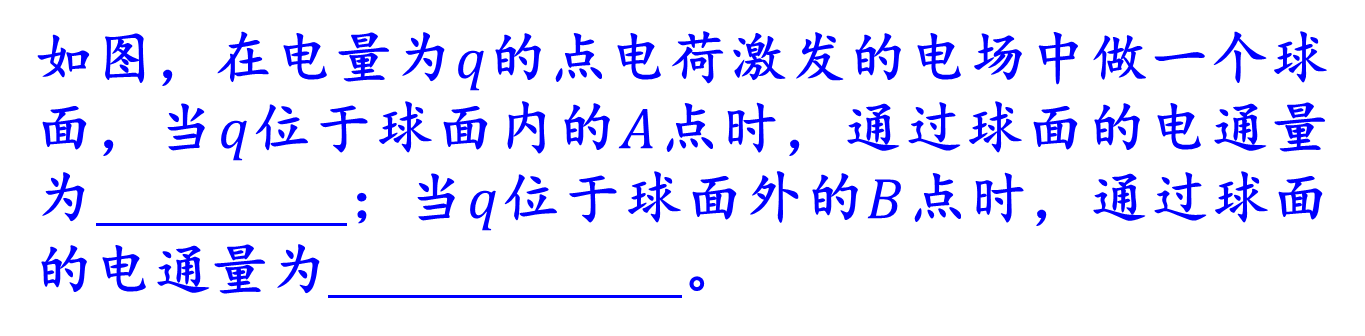 如图，在电量为q的点电荷激发的电场中做一个球
面，当q位于球面内的A点时，通过球面的电通量
为__________；当q位于球面外的B点时，通过球面
的电通量为______________。